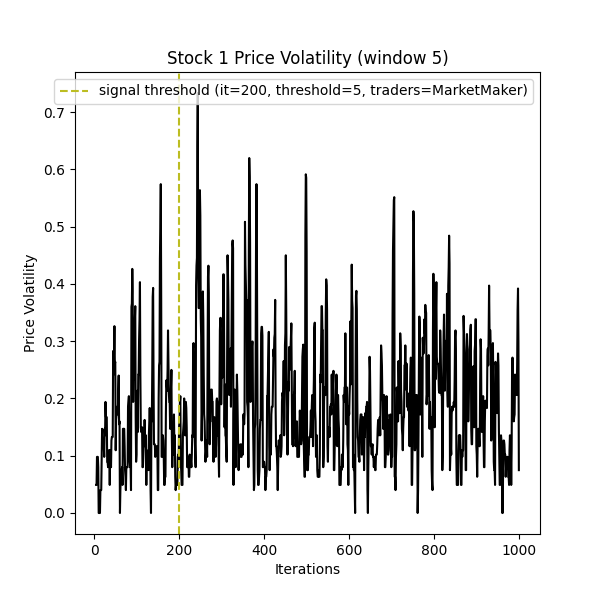 Stock 1 Price Volatility (window 5)
signal threshold (it=200, threshold=5, traders=MarketMaker)
0.7
0.6
0.5
0.4
0.3
0.2
0.1
0.0
Price Volatility
0 200 400 600 800 1000
Iterations